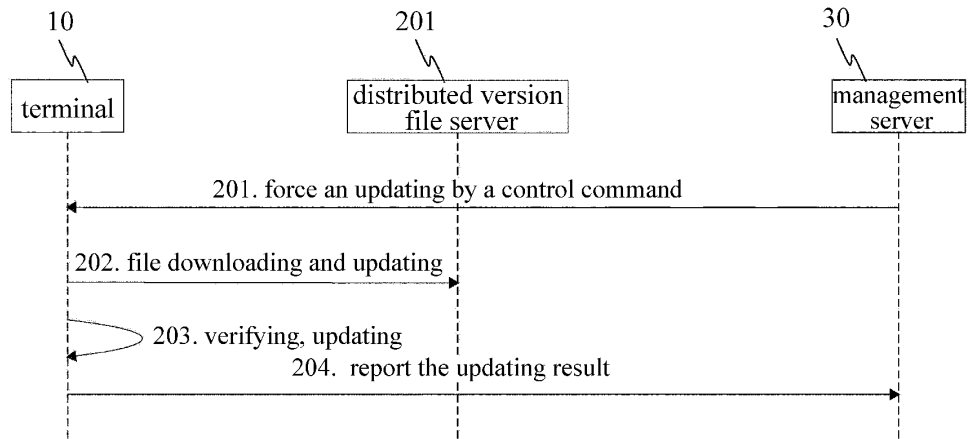 10
201
30
terminal
distributed version
file server
management
server
201. force an updating by a control command
202. file downloading and updating
203. verifying, updating
204. report the updating result